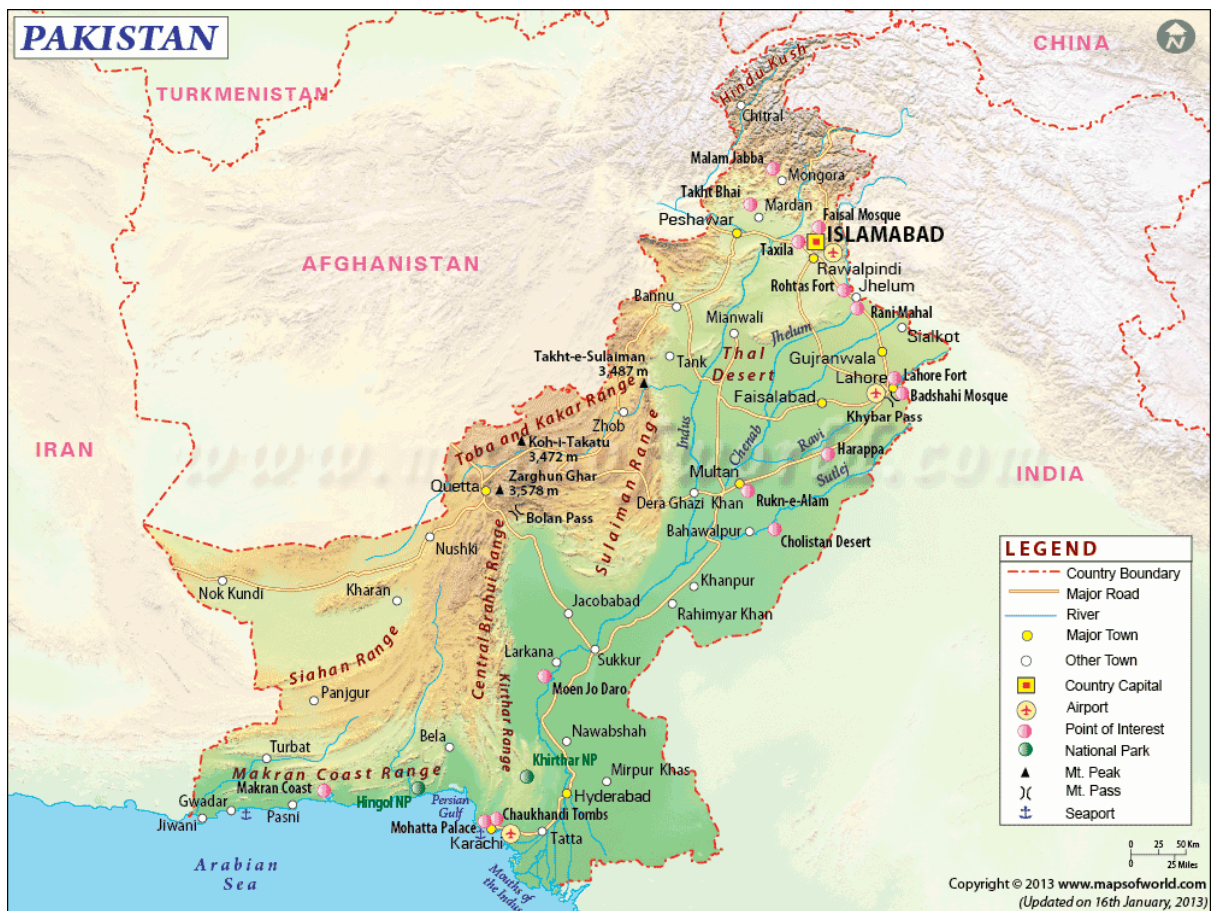 PAKISTAN
N
CHINA
TURKMENISTAN
Hindu Kush
Chitral
Malam Jabba
Mongora
Takht Bhai
Mardan
Faisal Mosque
Peshawar
ISLAMABAD
Taxila
AFGHANISTAN
Rawalpindi
Rohtas Fort
Jhelum
Bannu
Rani Mahal
Mianwali
Jhelum
Sialkot
Takht-e-Sulaiman
3,487 m
Tank
Thal
Desert
Gujranwala
Lahore
Lahore Fort
Badshahi Mosque
Faisalabad
Khybar Pass
Toba and Kakar Range
Zhob
Indus
Chenab
Ravi
Koh-i-Takatu
3,472 m
IRAN
Sulaiman Range
Harappa
Sutlej
INDIA
Zarghun Ghar
3,578 m
Quetta
Multan
Dera Ghazi Khan
Rukn-e-Alam
Bolan Pass
Bahawalpur
Cholistan Desert
Nushki
Central Brahui Range
Nok Kundi
Kharan
Khanpur
Jacobabad
Rahimyar Khan
Siahan Range
Larkana
Sukkur
Moen Jo Daro
Kirthar Range
Panjgur
Nawabshah
Bela
Turbat
Makran Coast Range
Khirthar NP
Mirpur Khas
Makran Coast
Hingol NP
Hyderabad
Gwadar
Pasni
Persian
Gulf
Jiwani
Chaukhandi Tombs
Mohatta Palace
Karachi
Tatta
Arabian
Sea
Mouths of
the Indus
LEGEND
Country Boundary
Major Road
River
Major Town
Other Town
Country Capital
Airport
Point of Interest
National Park
Mt. Peak
Mt. Pass
Seaport
0 25 50 Km
0 25 Miles
Copyright © 2013 www.mapsofworld.com
(Updated on 16th January, 2013)